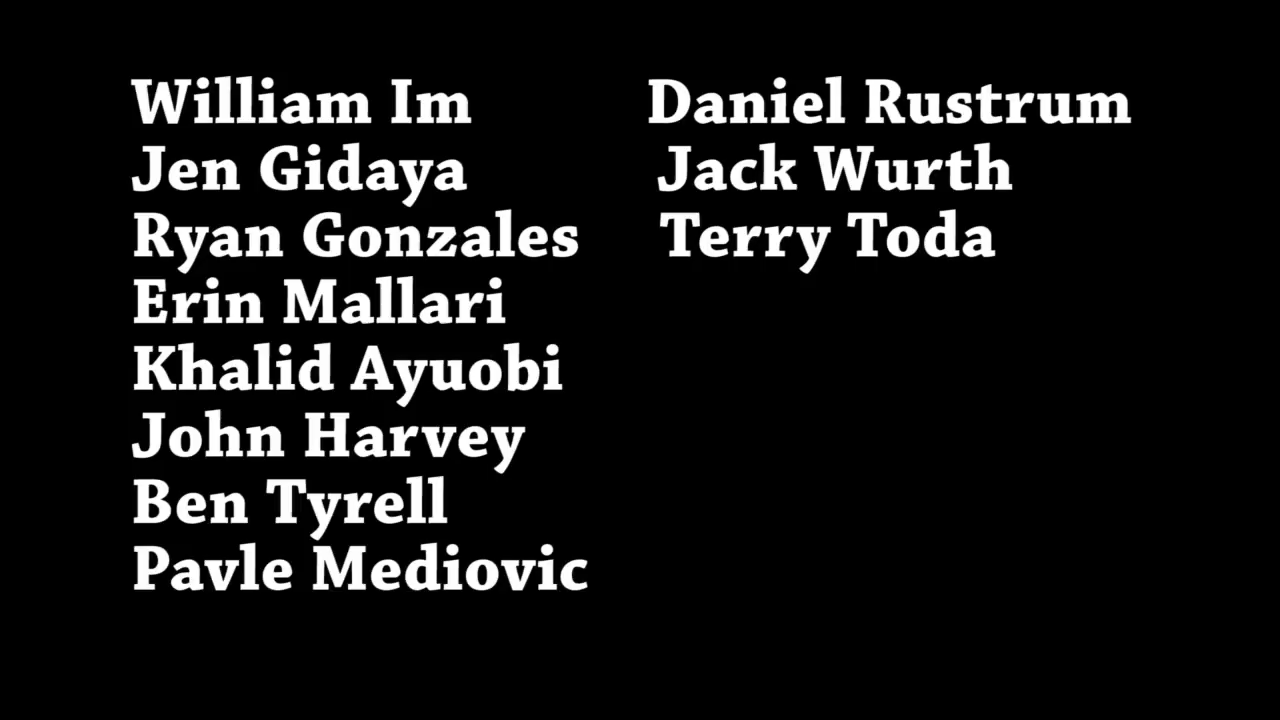 William Im
Jen Gidaya
Ryan Gonzales
Erin Mallari
Khalid Ayuobi
John Harvey
Ben Tyrell
Pavle Mediovic
Daniel Rustrum
Jack Wurth
Terry Toda